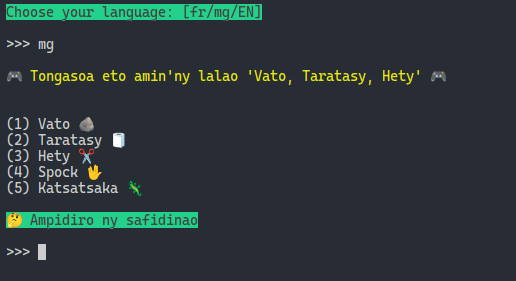 Choose your language: [fr/mg/EN]
>>> mg
🎮 Tongasoa eto amin'ny lalao 'Vato, Taratasy, Hety' 🎮
(1) Vato 🪨
(2) Taratasy 🧻
(3) Hety ✂️
(4) Spock 🖖
(5) Katsatsaka 🦎
🤔 Ampidiro ny safidinao
>>>